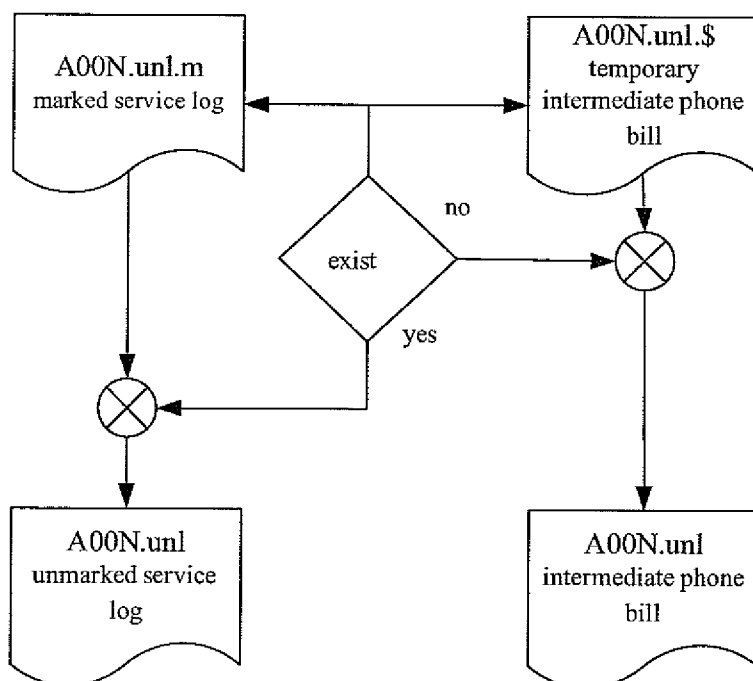 A00N.unl.m
marked service log
A00N.unl.$
temporary
intermediate phone
bill
no
exist
yes
A00N.unl
unmarked service
log
A00N.unl
intermediate phone
bill